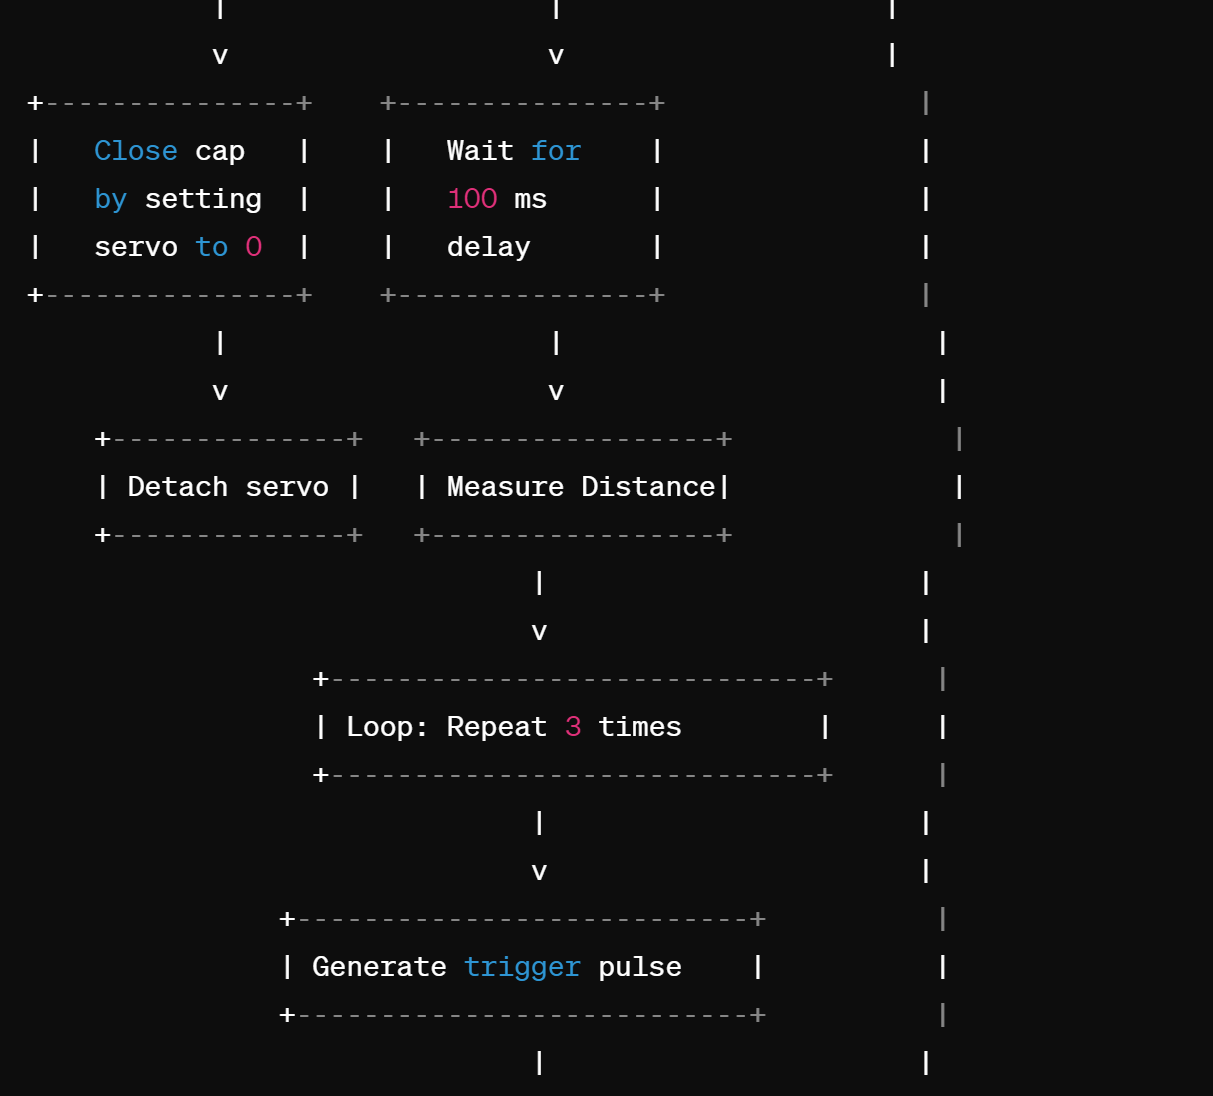 |                   |                   |
           v                   v                   |
+---------------+    +---------------+               |
|   Close cap   |    |   Wait for    |               |
|   by setting  |    |   100 ms      |               |
|   servo to 0  |    |   delay       |               |
+---------------+    +---------------+               |
           |                   |                      |
           v                   v                      |
    +--------------+   +-----------------+             |
    | Detach servo |   | Measure Distance|             |
    +--------------+   +-----------------+             |
                              |                      |
                              v                      |
                 +-----------------------------+      |
                 | Loop: Repeat 3 times        |      |
                 +-----------------------------+      |
                              |                      |
                              v                      |
               +---------------------------+          |
               | Generate trigger pulse    |          |
               +---------------------------+          |
                              |                      |